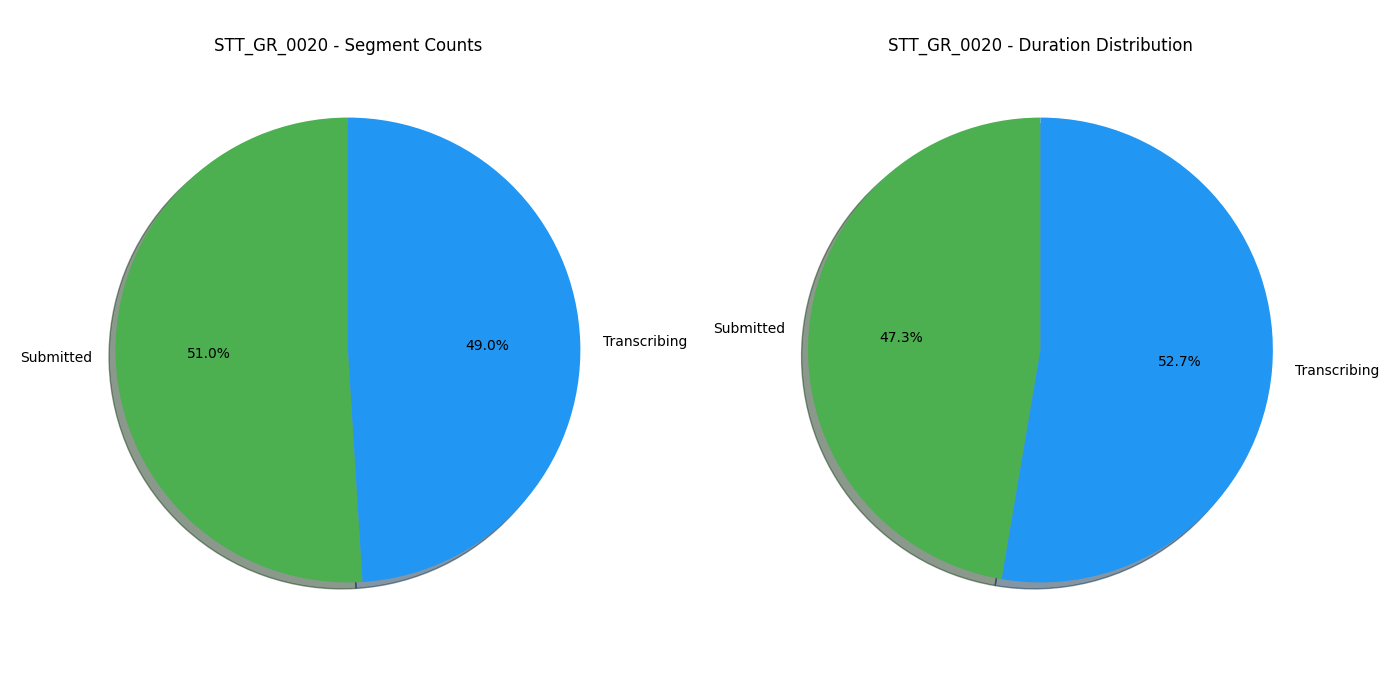 STT_GR_0020 - Segment Counts
Submitted
51.0%
49.0%
Transcribing
STT_GR_0020 - Duration Distribution
Submitted
47.3%
52.7%
Transcribing